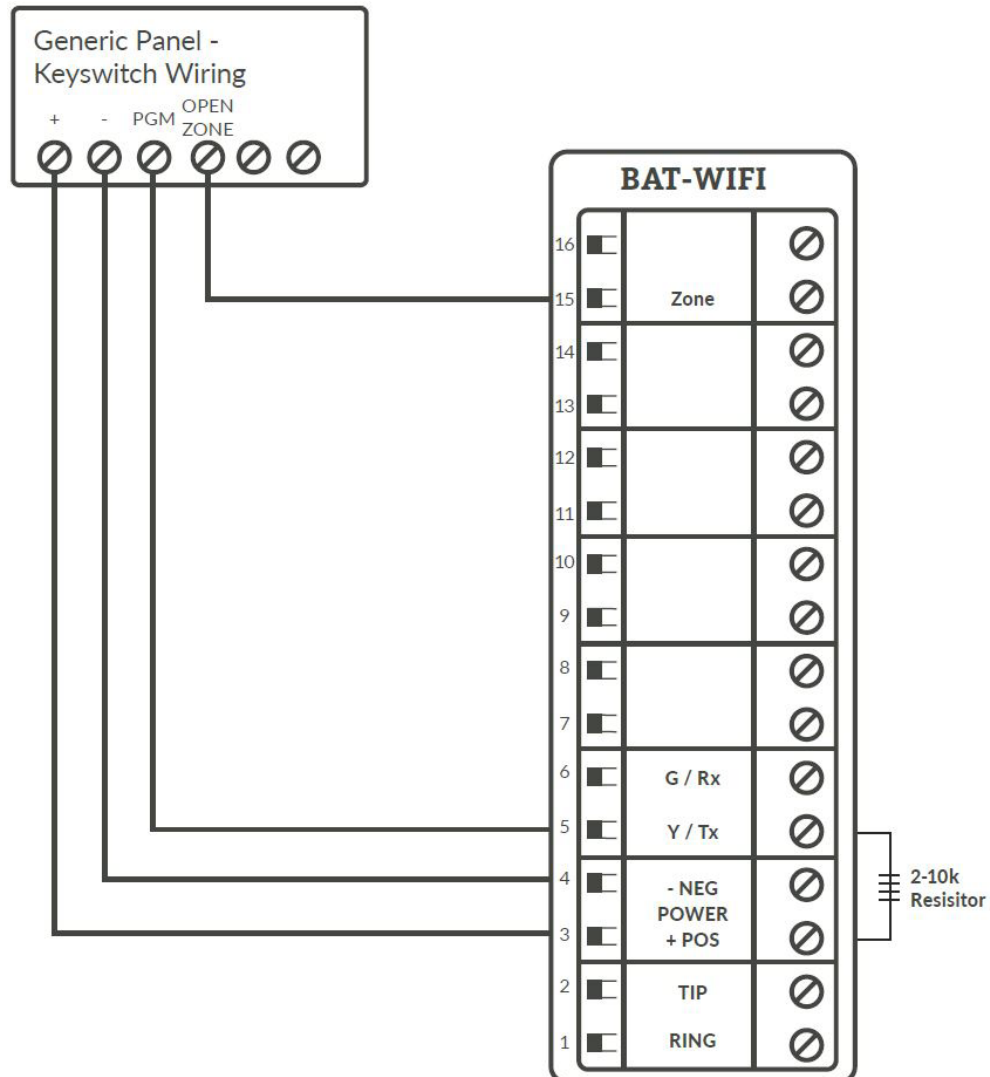 Generic Panel -
Keyswitch Wiring
+ - PGM OPEN
ZONE
BAT-WIFI
16
15 Zone
14
13
12
11
10
9
8
7
6 G / Rx
5 Y / Tx
4 - NEG
POWER
3 + POS
2 TIP
1 RING
2-10k
Resisitor